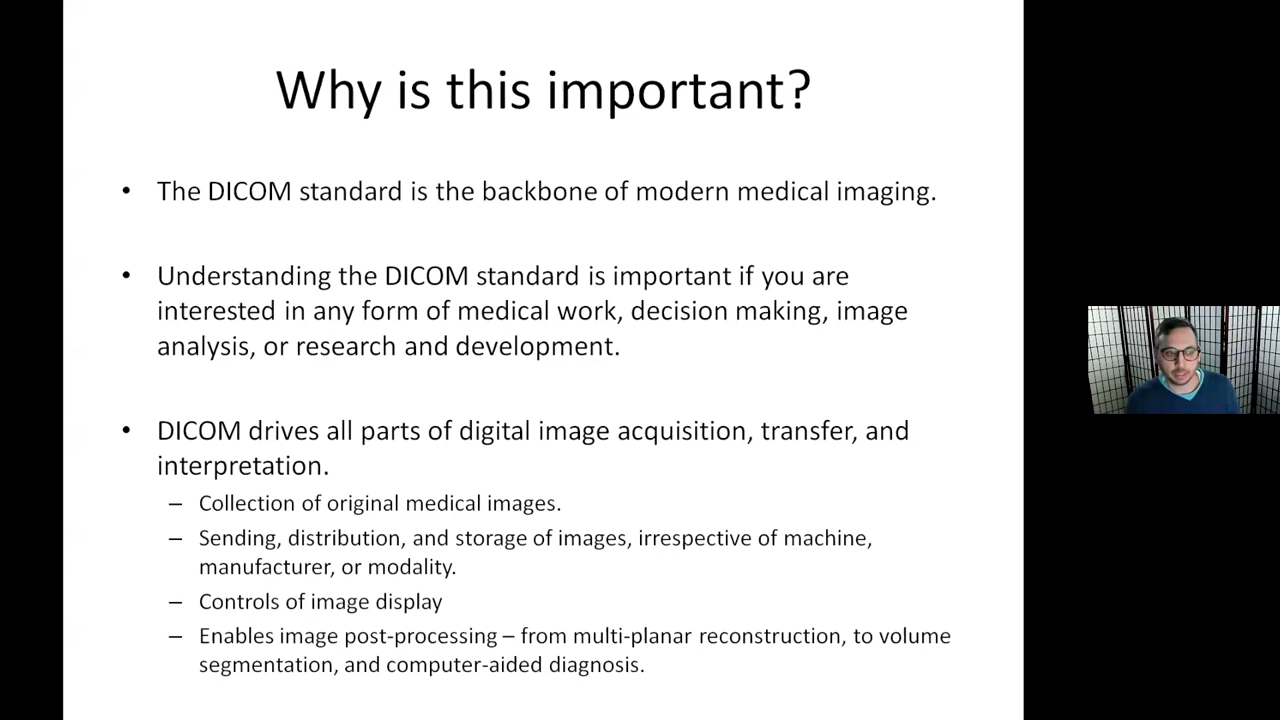 Why is this important?
• The DICOM standard is the backbone of modern medical imaging.
• Understanding the DICOM standard is important if you are
interested in any form of medical work, decision making, image
analysis, or research and development.
• DICOM drives all parts of digital image acquisition, transfer, and
interpretation.
– Collection of original medical images.
– Sending, distribution, and storage of images, irrespective of machine,
manufacturer, or modality.
– Controls of image display
– Enables image post-processing – from multi-planar reconstruction, to volume
segmentation, and computer-aided diagnosis.